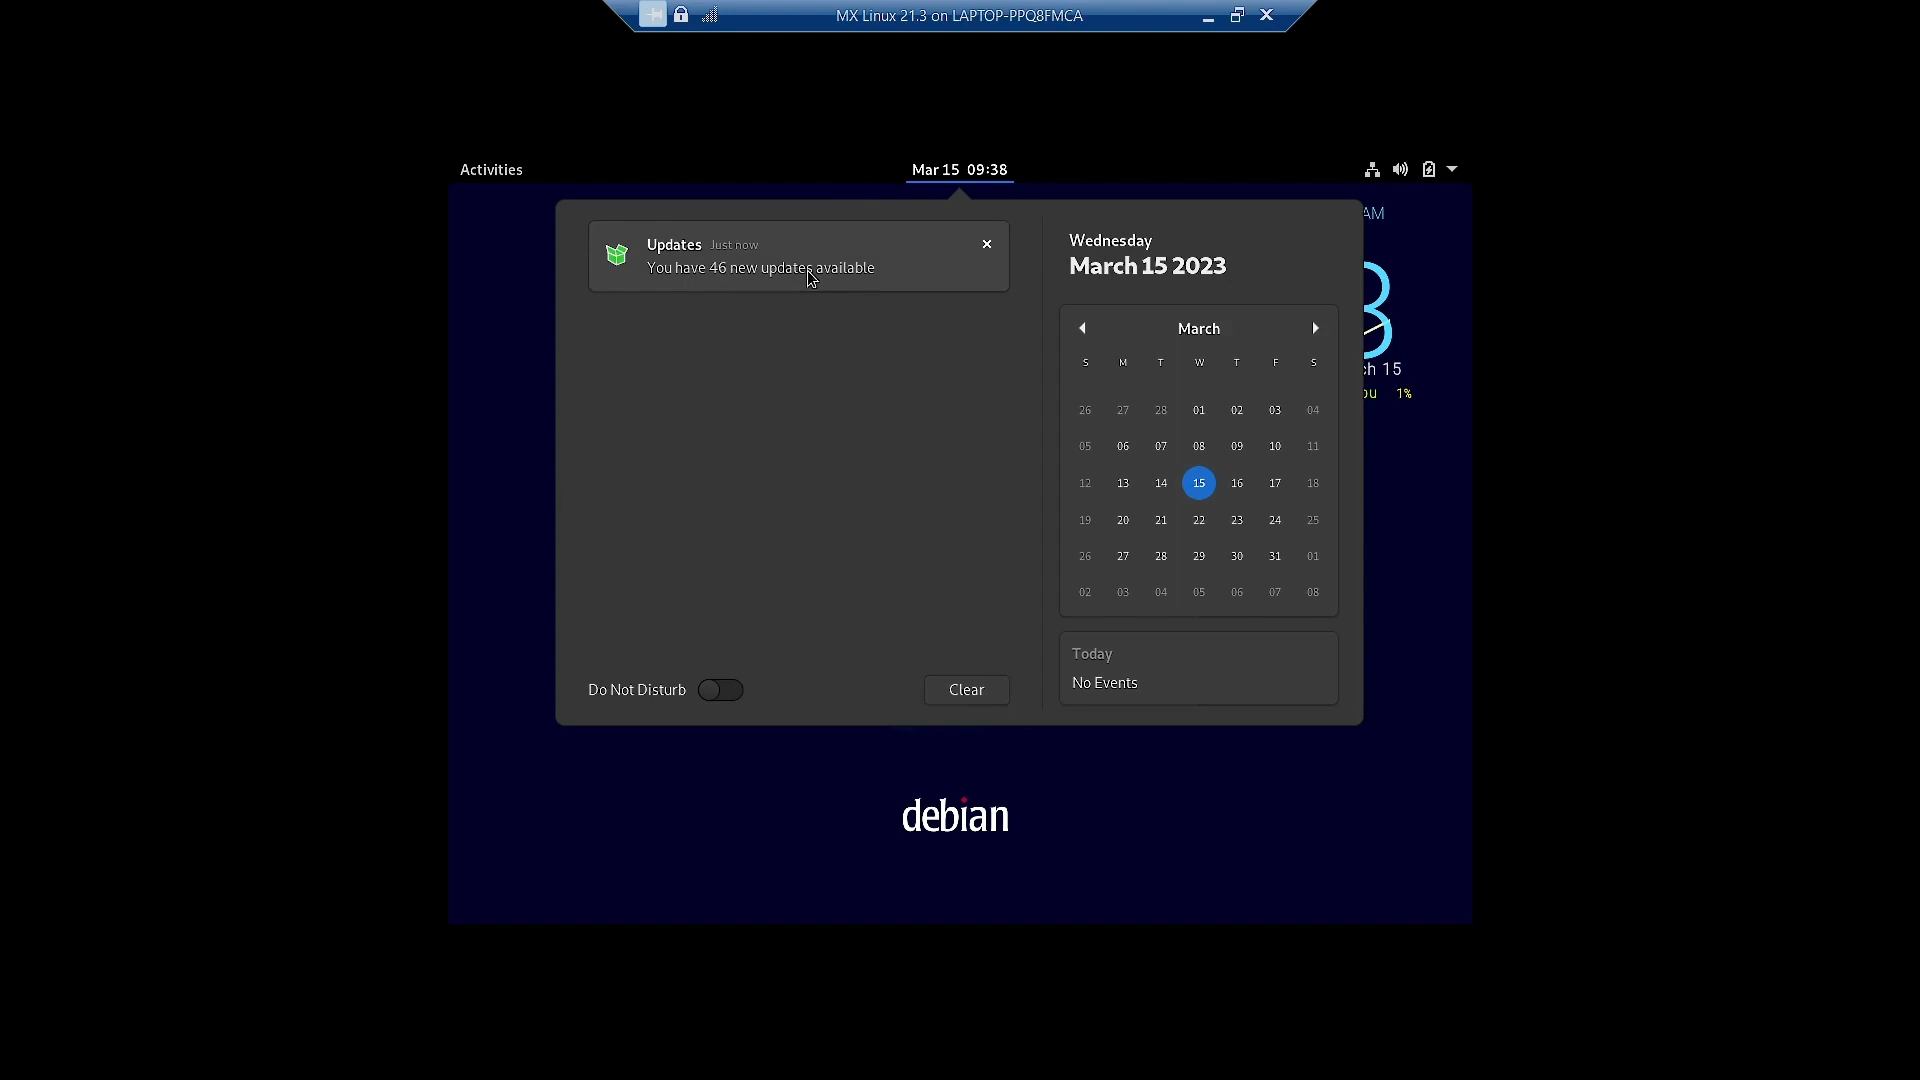 MX Linux 21.3 on LAPTOP-PPQ8FMCA
Activities
Mar 15 09:38
AM
Updates Just now
You have 46 new updates available
Wednesday
March 15 2023
March
S M T W T F S
26 27 28 01 02 03 04
05 06 07 08 09 10 11
12 13 14 15 16 17 18
19 20 21 22 23 24 25
26 27 28 29 30 31 01
02 03 04 05 06 07 08
ch 15
pu 1%
Today
No Events
Do Not Disturb
Clear
debian